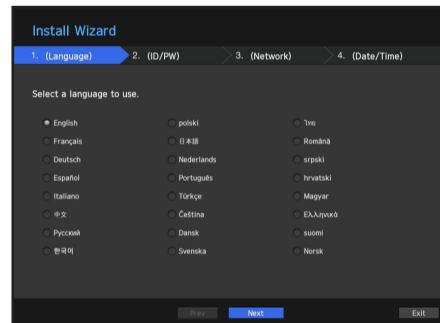 Install Wizard
1. (Language) 2. (ID/PW) 3. (Network) 4. (Date/Time)
Select a language to use.
English polski ไทย
Français 日本語 Română
Deutsch Nederlands srpski
Español Português hrvatski
Italiano Türkçe Magyar
中文 Čeština Ελληνικά
Русский Dansk suomi
한국어 Svenska Norsk
Prev Next Exit